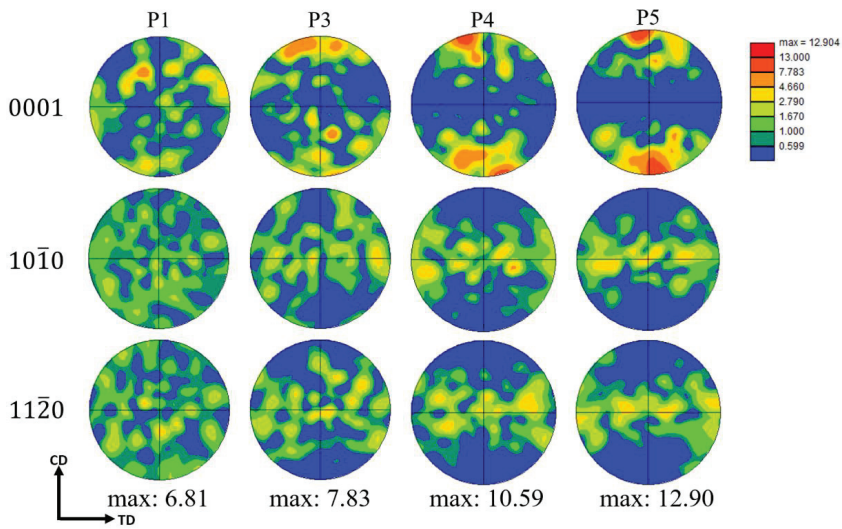 P1 P3 P4 P5
max = 12.904
13.000
7.783
4.660
2.790
1.670
1.000
0.599
0001
101̄0
112̄0
CD
TD
max: 6.81 max: 7.83 max: 10.59 max: 12.90